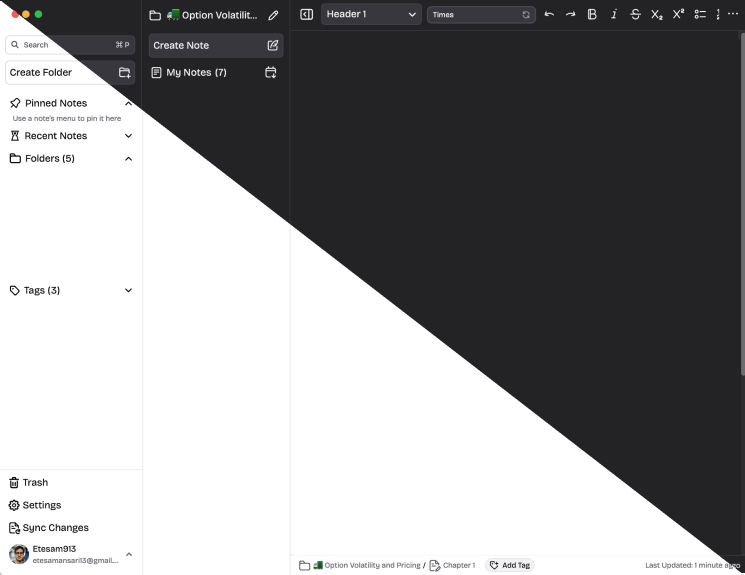 Search ⌘ P
Create Folder
Pinned Notes
Use a note's menu to pin it here
Recent Notes
Folders (5)
Tags (3)
Trash
Settings
Sync Changes
Etesam913
etesamansari13@gmail...
Option Volatilit...
Create Note
My Notes (7)
Header 1
Times
B I S X₂ X²
Option Volatility and Pricing / Chapter 1 Add Tag
Last Updated: 1 minute ago